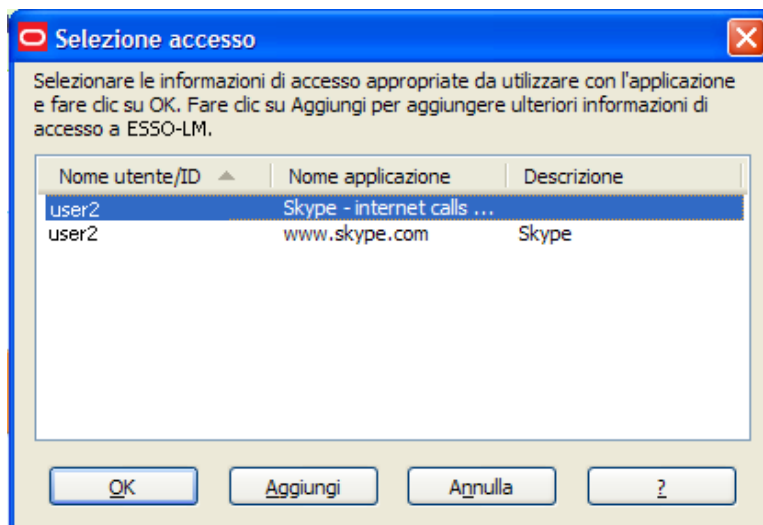 Selezione accesso
Selezionare le informazioni di accesso appropriate da utilizzare con l'applicazione
e fare clic su OK. Fare clic su Aggiungi per aggiungere ulteriori informazioni di
accesso a ESSO-LM.
Nome utente/ID Nome applicazione Descrizione
user2 Skype - internet calls ...
user2 www.skype.com Skype
OK Aggiungi Annulla ?